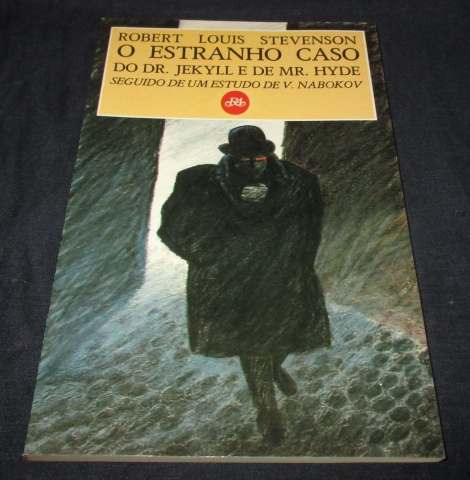 ROBERT LOUIS STEVENSON
O ESTRANHO CASO
DO DR. JEKYLL E DE MR. HYDE
SEGUIDO DE UM ESTUDO DE V. NABOKOV